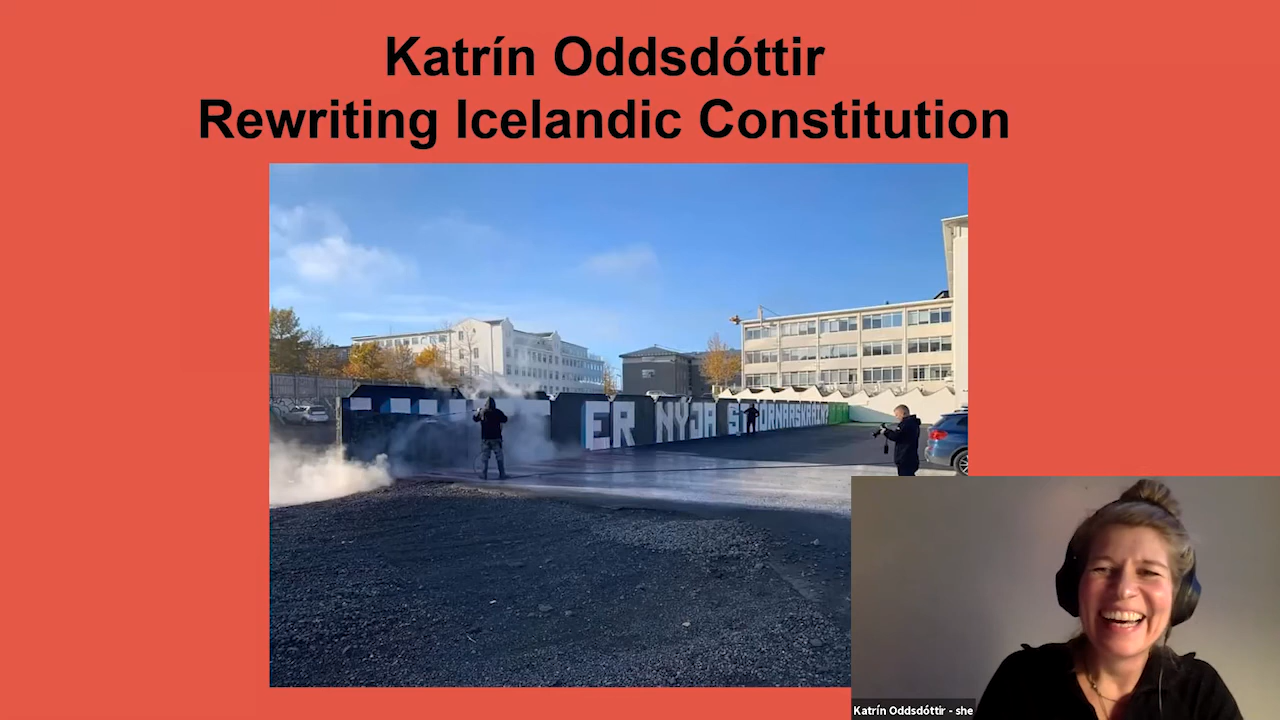 Katrín Oddsdóttir
Rewriting Icelandic Constitution
ER NÝJA
Katrín Oddsdóttir - she